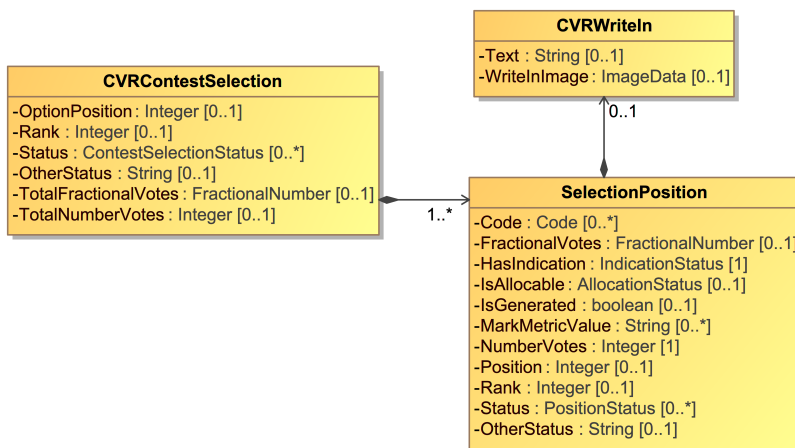 CVRWriteIn
-Text : String [0..1]
-WriteInImage : ImageData [0..1]
0..1
CVRContestSelection
-OptionPosition : Integer [0..1]
-Rank : Integer [0..1]
-Status : ContestSelectionStatus [0..*]
-OtherStatus : String [0..1]
-TotalFractionalVotes : FractionalNumber [0..1]
-TotalNumberVotes : Integer [0..1]
1..*
SelectionPosition
-Code : Code [0..*]
-FractionalVotes : FractionalNumber [0..1]
-HasIndication : IndicationStatus [1]
-IsAllocable : AllocationStatus [0..1]
-IsGenerated : boolean [0..1]
-MarkMetricValue : String [0..*]
-NumberVotes : Integer [1]
-Position : Integer [0..1]
-Rank : Integer [0..1]
-Status : PositionStatus [0..*]
-OtherStatus : String [0..1]